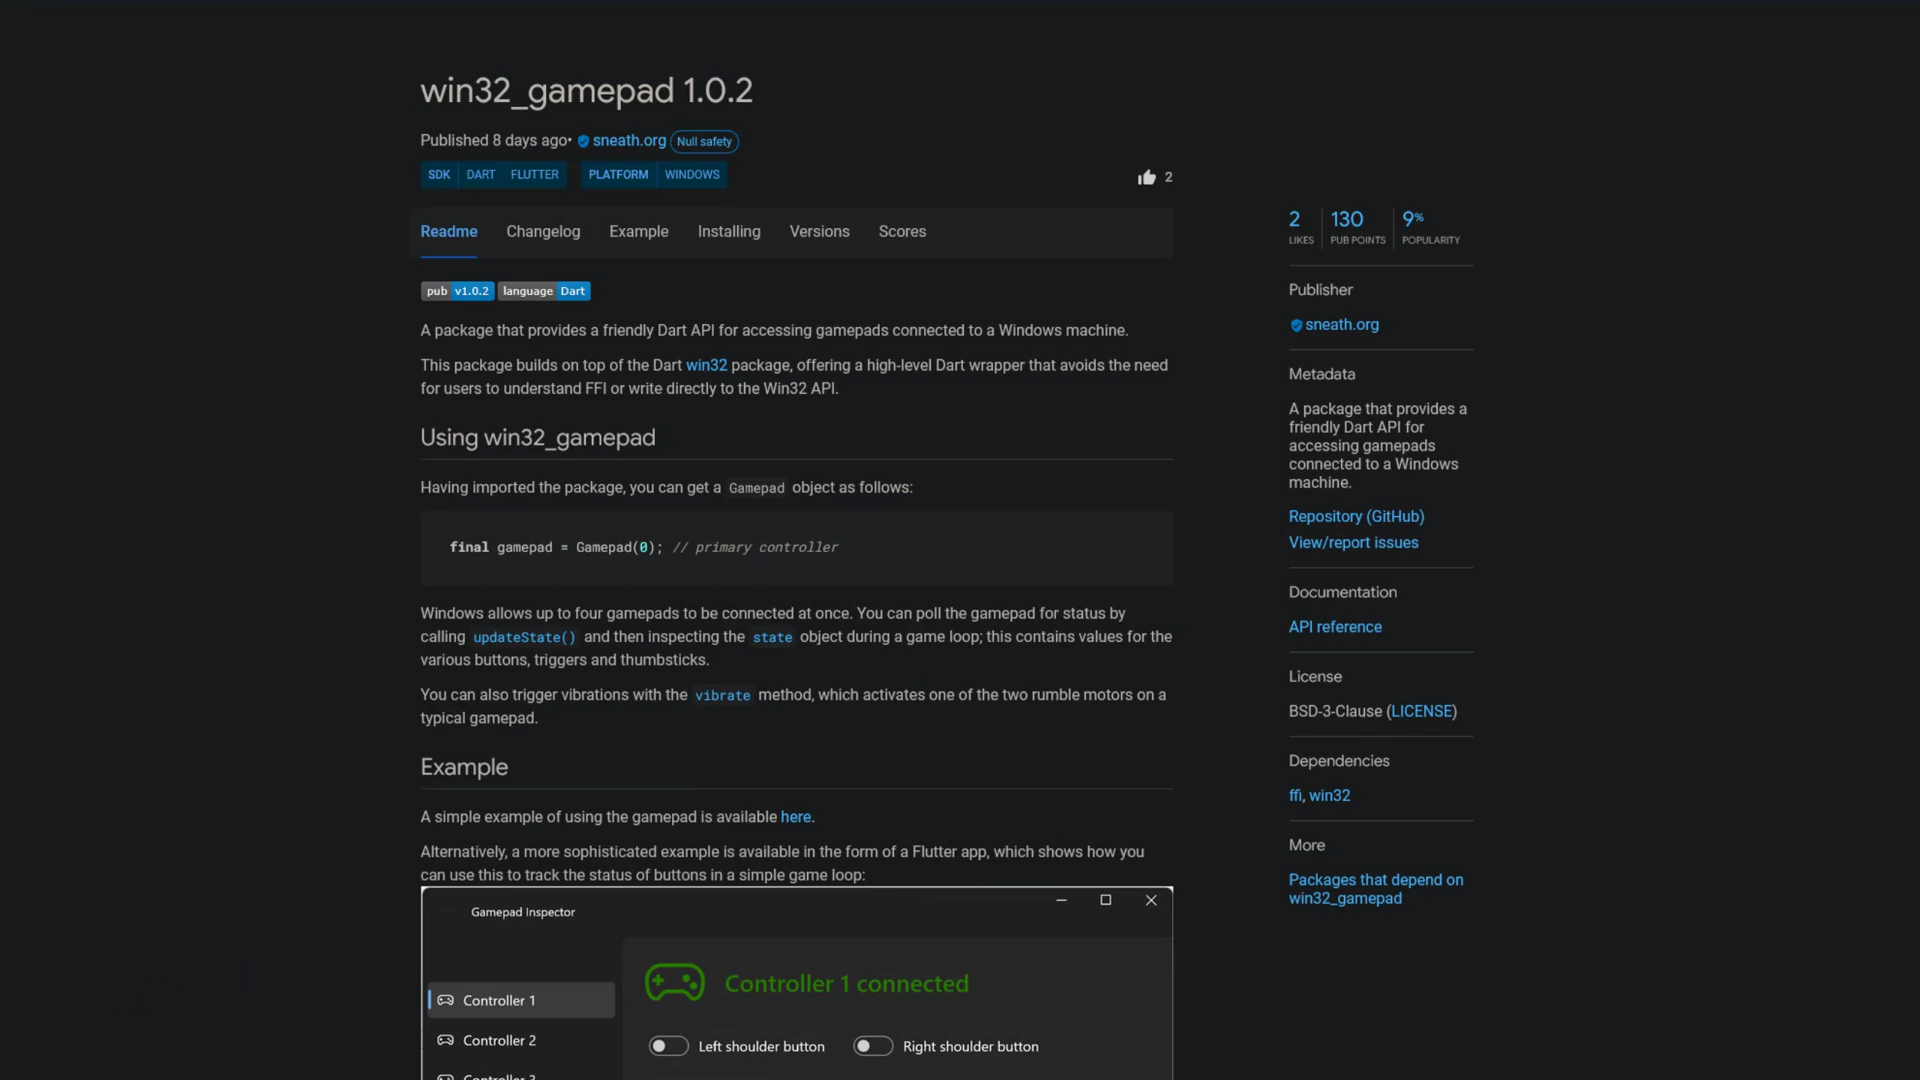 win32_gamepad 1.0.2
Published 8 days ago• sneath.org Null safety
SDK DART FLUTTER PLATFORM WINDOWS
2
Readme Changelog Example Installing Versions Scores
pub v1.0.2 language Dart
A package that provides a friendly Dart API for accessing gamepads connected to a Windows machine.
This package builds on top of the Dart win32 package, offering a high-level Dart wrapper that avoids the need
for users to understand FFI or write directly to the Win32 API.
Using win32_gamepad
Having imported the package, you can get a Gamepad object as follows:
final gamepad = Gamepad(0); // primary controller
Windows allows up to four gamepads to be connected at once. You can poll the gamepad for status by
calling updateState() and then inspecting the state object during a game loop; this contains values for the
various buttons, triggers and thumbsticks.
You can also trigger vibrations with the vibrate method, which activates one of the two rumble motors on a
typical gamepad.
Example
A simple example of using the gamepad is available here.
Alternatively, a more sophisticated example is available in the form of a Flutter app, which shows how you
can use this to track the status of buttons in a simple game loop:
Gamepad Inspector
Controller 1
Controller 2
Controller 3
Controller 1 connected
Left shoulder button Right shoulder button
2 130 9%
LIKES PUB POINTS POPULARITY
Publisher
sneath.org
Metadata
A package that provides a
friendly Dart API for
accessing gamepads
connected to a Windows
machine.
Repository (GitHub)
View/report issues
Documentation
API reference
License
BSD-3-Clause (LICENSE)
Dependencies
ffi, win32
More
Packages that depend on
win32_gamepad